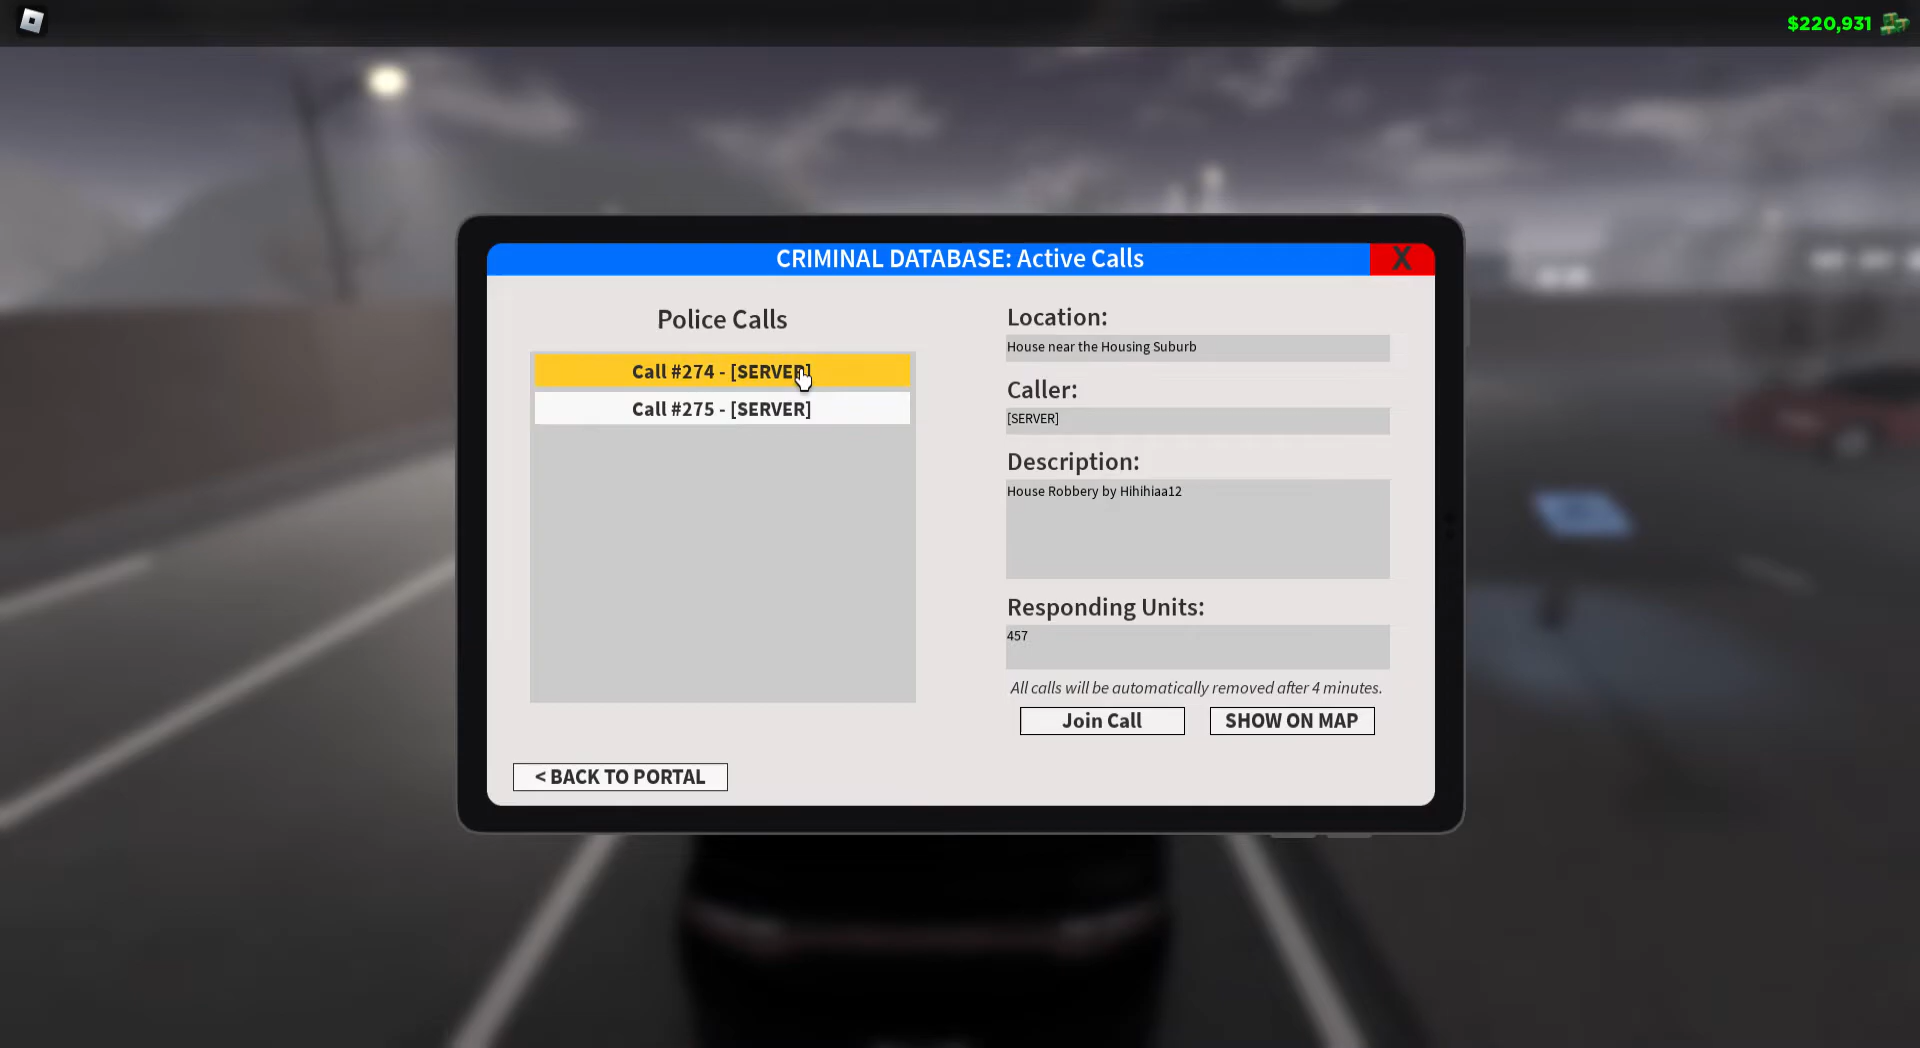 $220,931
CRIMINAL DATABASE: Active Calls
X
Police Calls
Call #274 - [SERVER]
Call #275 - [SERVER]
Location:
House near the Housing Suburb
Caller:
[SERVER]
Description:
House Robbery by Hihihiaa12
Responding Units:
457
All calls will be automatically removed after 4 minutes.
Join Call
SHOW ON MAP
< BACK TO PORTAL